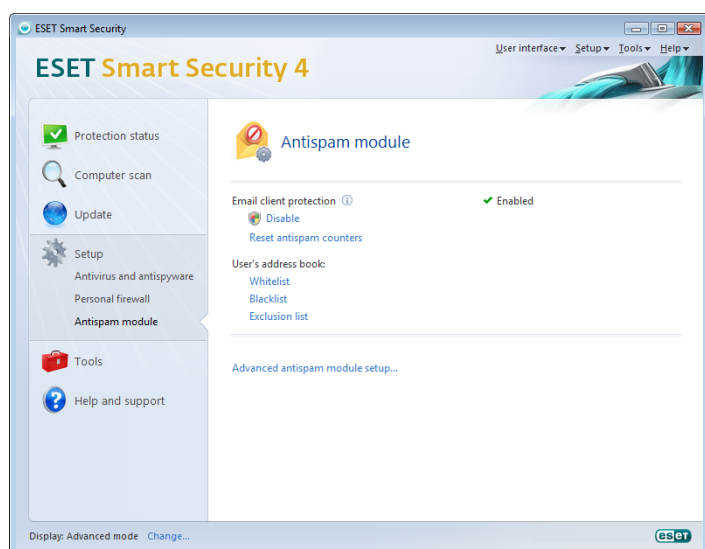 ESET Smart Security
User interface Setup Tools Help
ESET Smart Security 4
Protection status
Computer scan
Update
Setup
Antivirus and antispyware
Personal firewall
Antispam module
Tools
Help and support
Antispam module
Email client protection Enabled
Disable
Reset antispam counters
User's address book:
Whitelist
Blacklist
Exclusion list
Advanced antispam module setup...
Display: Advanced mode Change...
eseT